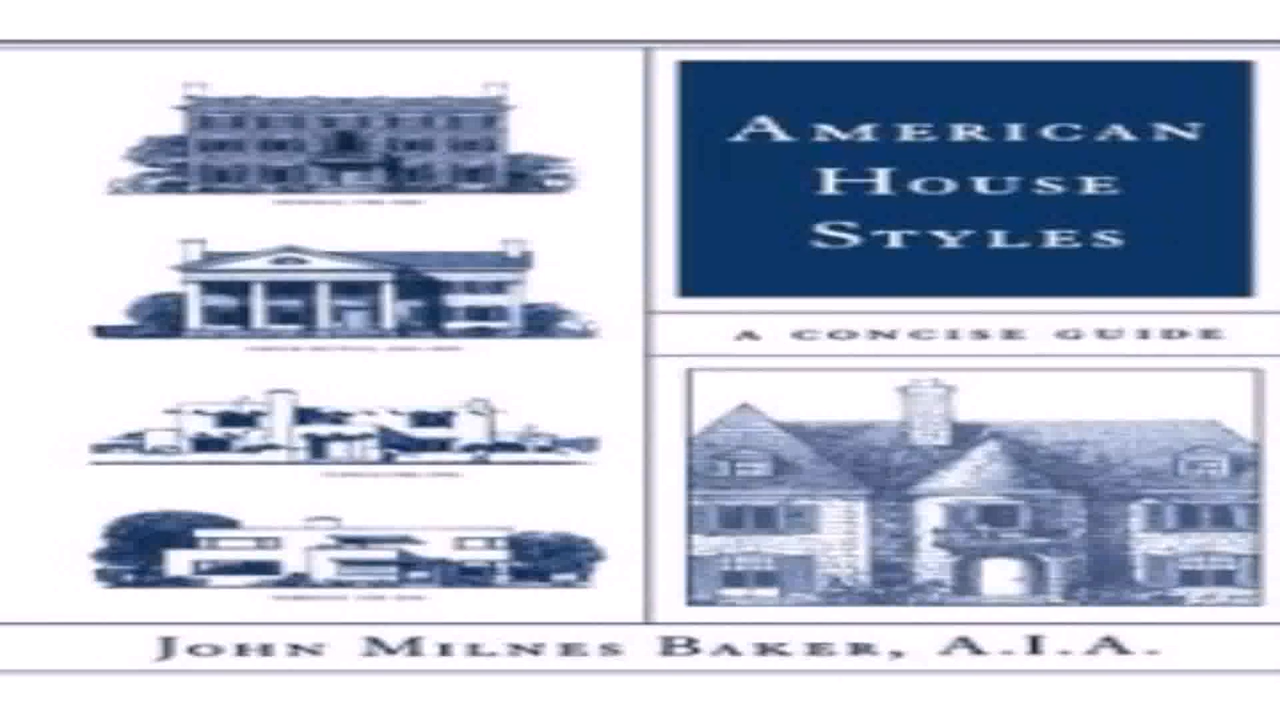 AMERICAN
HOUSE
STYLES
A CONCISE GUIDE
JOHN MILNES BAKER, A.I.A.